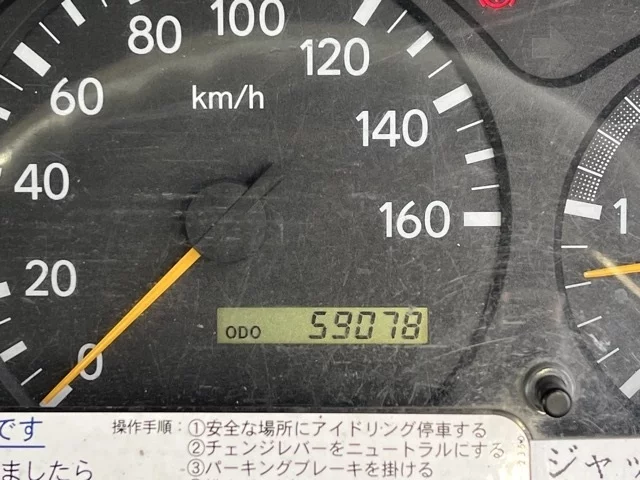 80
100
120
140
160
60
40
20
0
km/h
ODO 59078
1
です
操作手順:①安全な場所にアイドリング停車する
②チェンジレバーをニュートラルにする
ましたら
③パーキングブレーキを掛ける
ジャッ